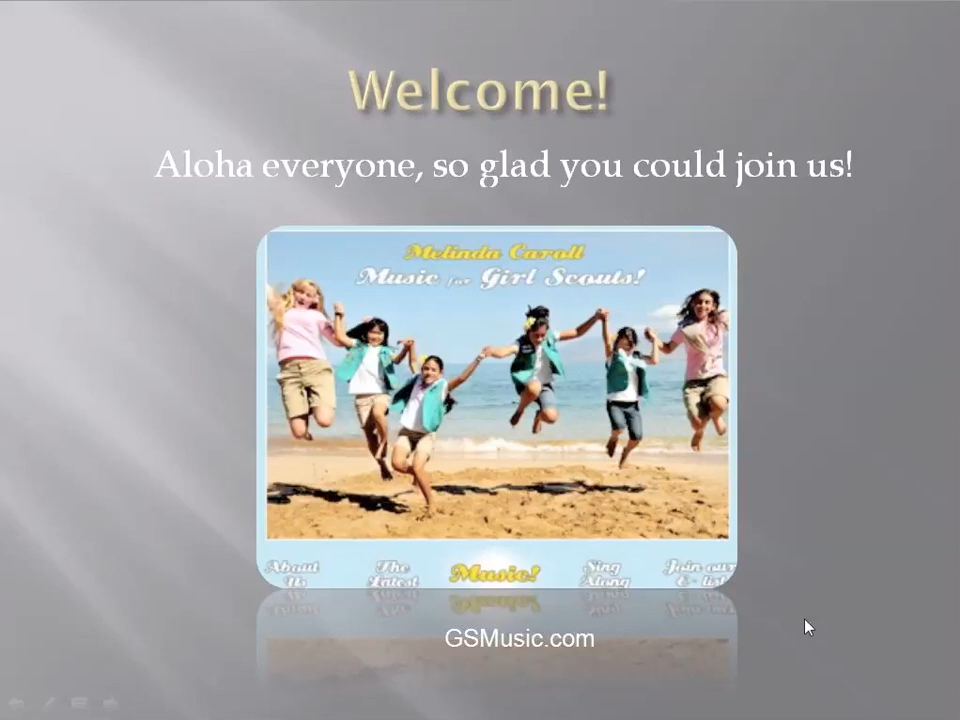 Welcome!
Aloha everyone, so glad you could join us!
Melinda Caroll
Music for Girl Scouts!
About Us
The Latest
Music!
Sing Along
Join our E - list
GSMusic.com